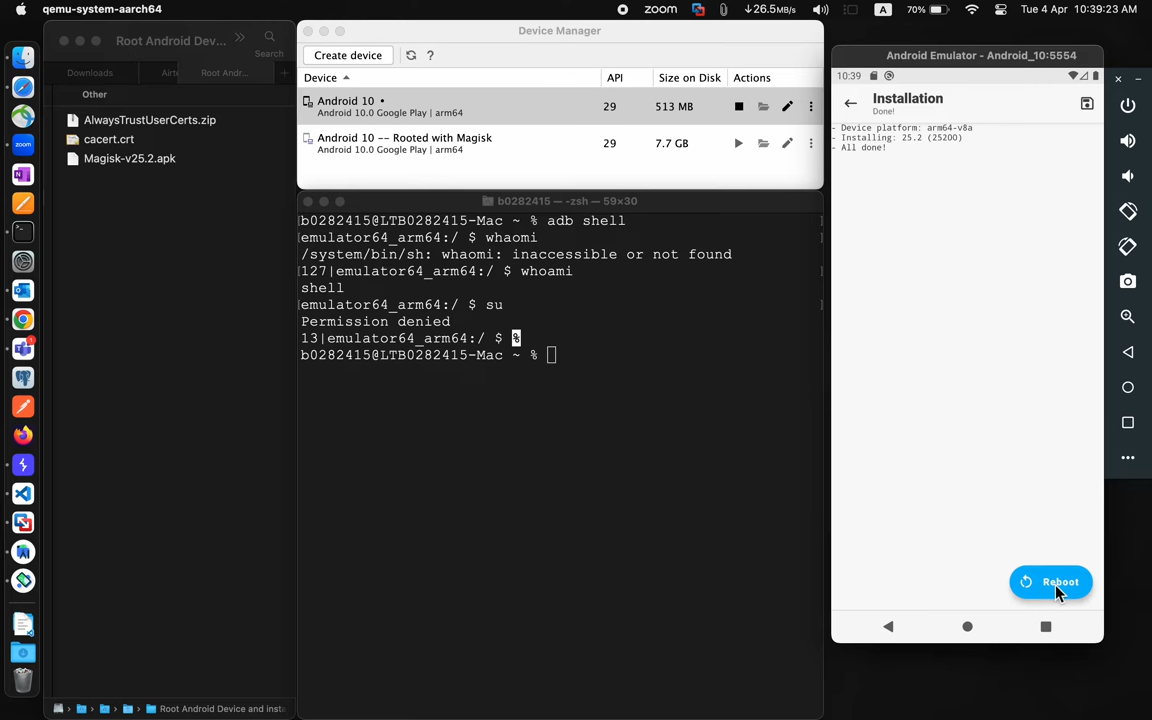 qemu-system-aarch64
zoom
26.5MB/s
A
70%
Tue 4 Apr 10:39:23 AM
Root Android Dev...
Search
Downloads
Airte
Root Andr...
Other
AlwaysTrustUserCerts.zip
cacert.crt
Magisk-v25.2.apk
Root Android Device and insta
Device Manager
Create device
?
Device
API
Size on Disk
Actions
Android 10 •
Android 10.0 Google Play | arm64
29
513 MB
Android 10 -- Rooted with Magisk
Android 10.0 Google Play | arm64
29
7.7 GB
b0282415 — -zsh — 59×30
b0282415@LTB0282415-Mac ~ % adb shell
emulator64_arm64:/ $ whaomi
/system/bin/sh: whaomi: inaccessible or not found
127|emulator64_arm64:/ $ whoami
shell
emulator64_arm64:/ $ su
Permission denied
13|emulator64_arm64:/ $ %
b0282415@LTB0282415-Mac ~ %
Android Emulator - Android_10:5554
10:39
Installation
Done!
- Device platform: arm64-v8a
- Installing: 25.2 (25200)
- All done!
Reboot
zoom
1